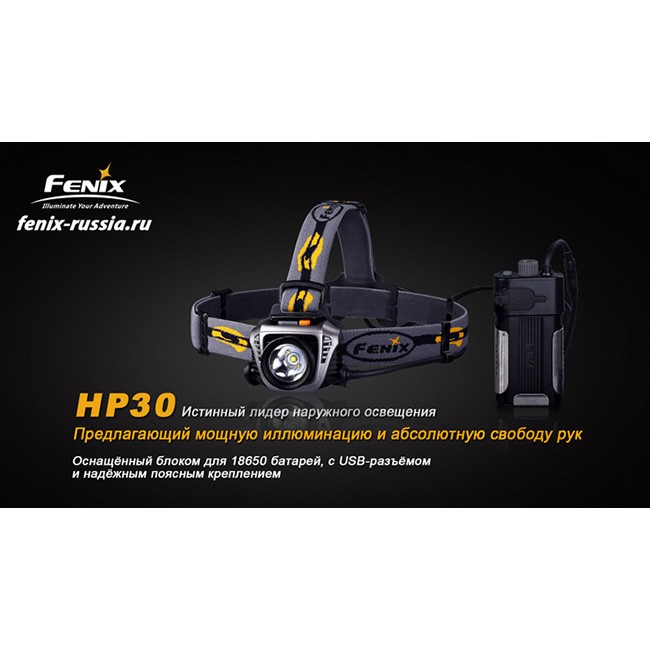 FENIX
Illuminate Your Adventure
fenix-russia.ru
FENIX
HP30 Истинный лидер наружного освещения
Предлагающий мощную иллюминацию и абсолютную свободу рук
Оснащённый блоком для 18650 батарей, с USB-разъёмом
и надёжным поясным креплением